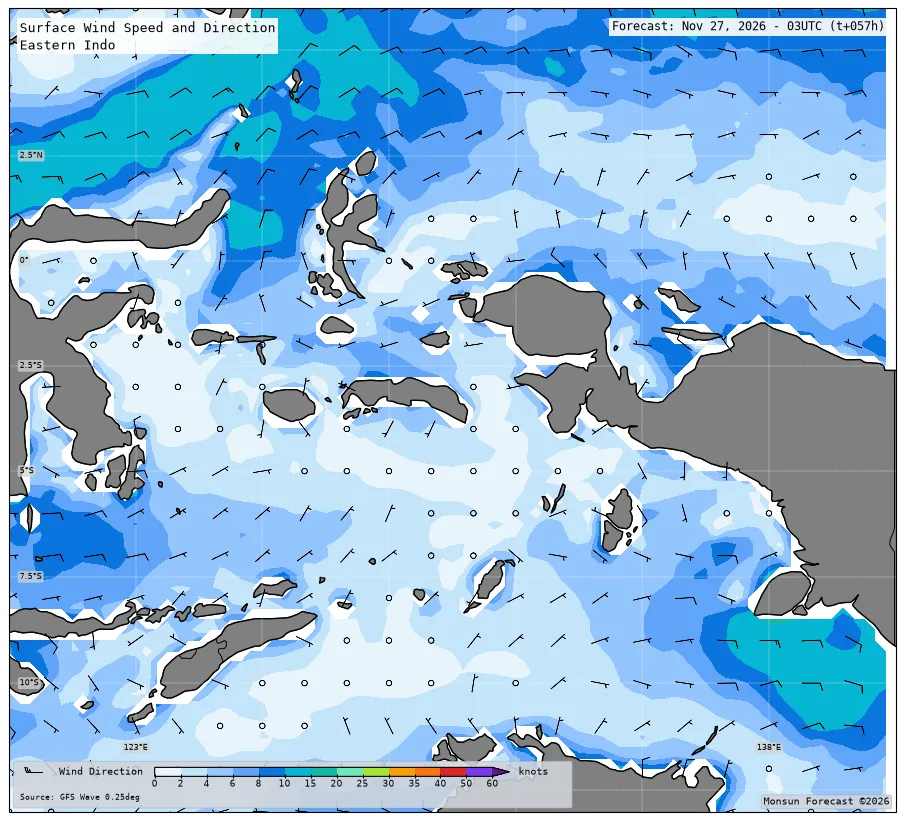 Surface Wind Speed and Direction
Eastern Indo
Forecast: Nov 27, 2026 - 03UTC (t+057h)
2.5°N
0°
2.5°S
5°S
7.5°S
10°S
123°E
138°E
Wind Direction
knots
0 2 4 6 8 10 15 20 25 30 35 40 50 60
Source: GFS Wave 0.25deg
Monsun Forecast ©2026